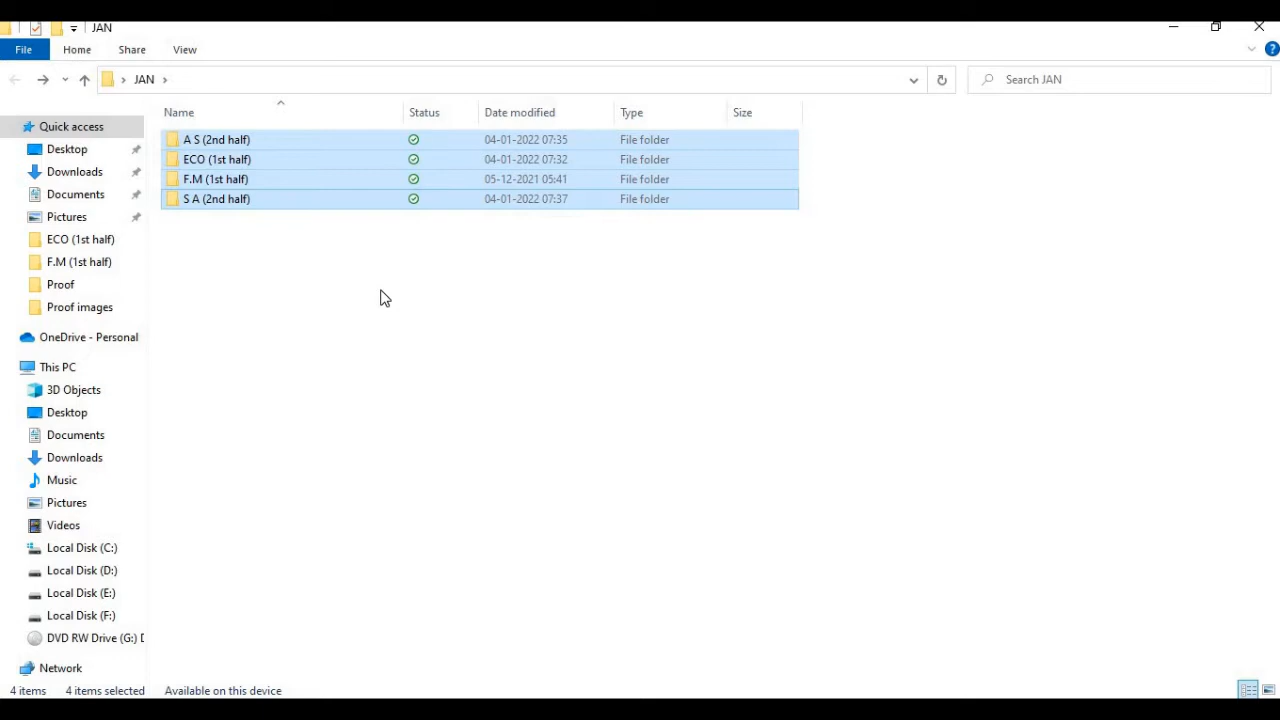 JAN
File Home Share View
JAN Search JAN
Name Status Date modified Type Size
Quick access
Desktop
Downloads
Documents
Pictures
ECO (1st half)
F.M (1st half)
Proof
Proof images
OneDrive - Personal
This PC
3D Objects
Desktop
Documents
Downloads
Music
Pictures
Videos
Local Disk (C:)
Local Disk (D:)
Local Disk (E:)
Local Disk (F:)
DVD RW Drive (G:) D
Network
A S (2nd half) 04-01-2022 07:35 File folder
ECO (1st half) 04-01-2022 07:32 File folder
F.M (1st half) 05-12-2021 05:41 File folder
S A (2nd half) 04-01-2022 07:37 File folder
4 items 4 items selected Available on this device